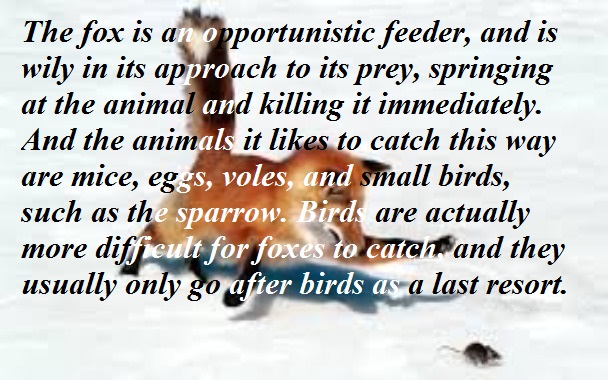 The fox is an opportunistic feeder, and is
wily in its approach to its prey, springing
at the animal and killing it immediately.
And the animals it likes to catch this way
are mice, eggs, voles, and small birds,
such as the sparrow. Birds are actually
more difficult for foxes to catch, and they
usually only go after birds as a last resort.